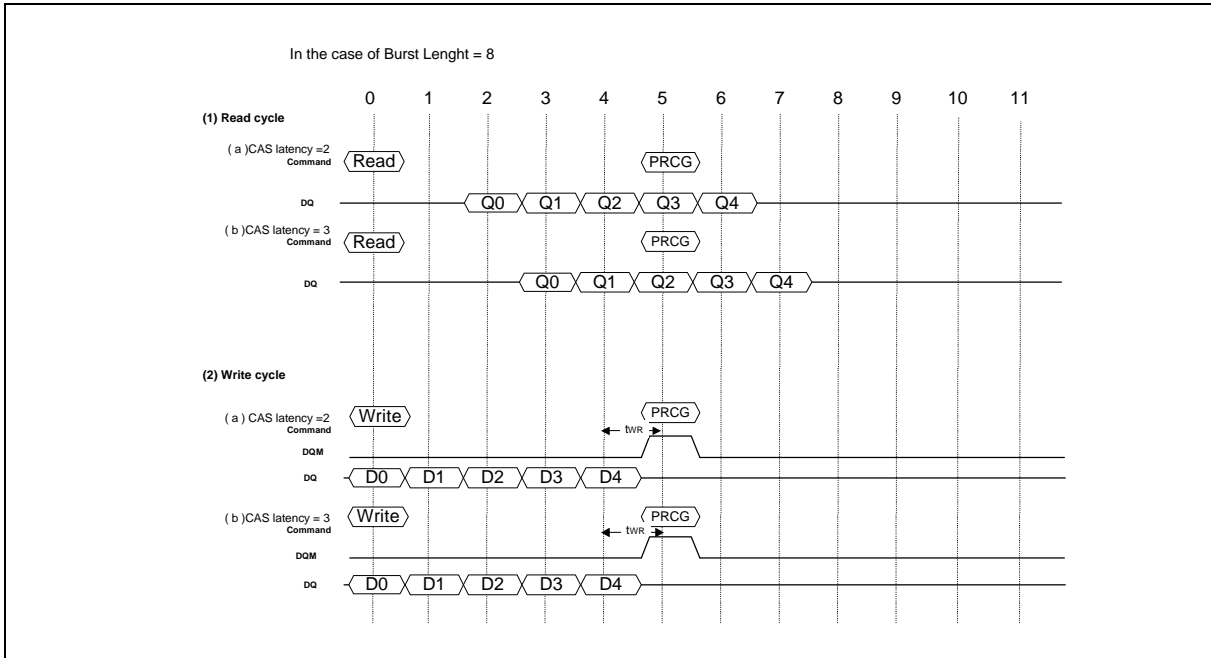 In the case of Burst Lenght = 8
0 1 2 3 4 5 6 7 8 9 10 11
(1) Read cycle
( a )CAS latency =2
Command Read PRCG
DQ Q0 Q1 Q2 Q3 Q4
( b )CAS latency = 3
Command Read PRCG
DQ Q0 Q1 Q2 Q3 Q4
(2) Write cycle
( a ) CAS latency =2
Command Write PRCG
tWR
DQM
DQ D0 D1 D2 D3 D4
( b )CAS latency = 3
Command Write PRCG
tWR
DQM
DQ D0 D1 D2 D3 D4